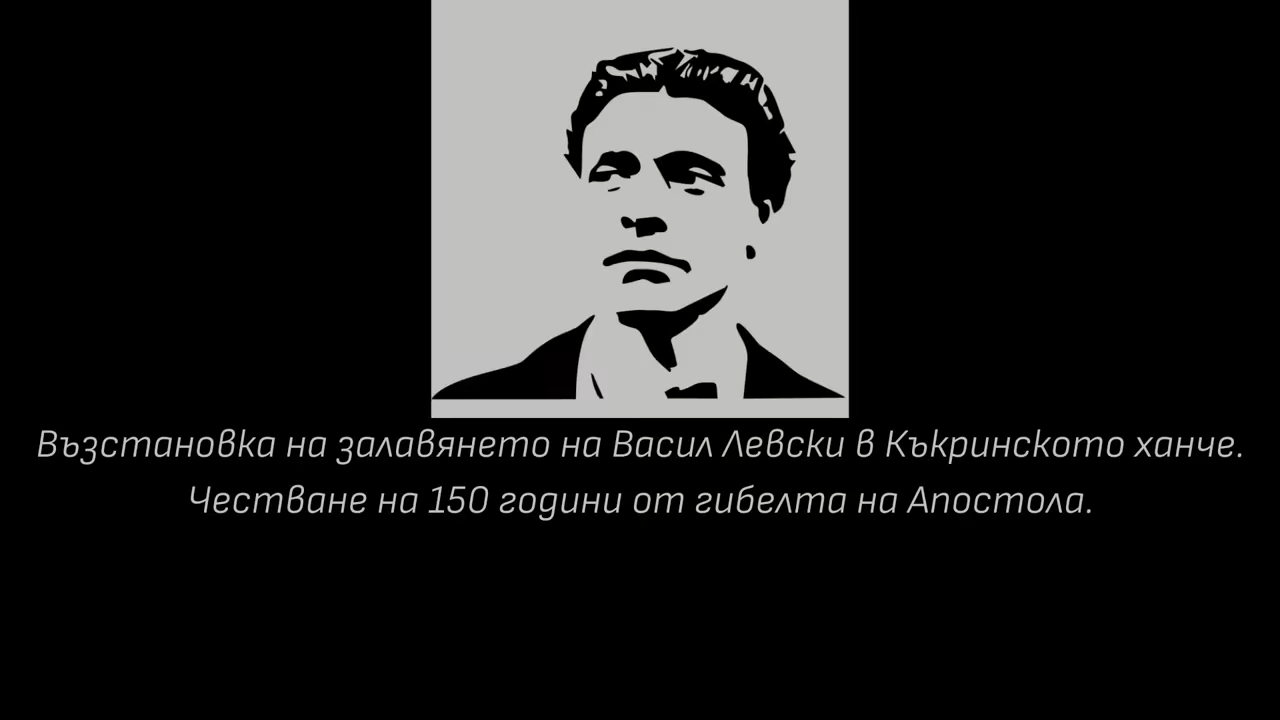 Възстановка на залавянето на Васил Левски в Къкринското ханче.
Честване на 150 години от гибелта на Апостола.